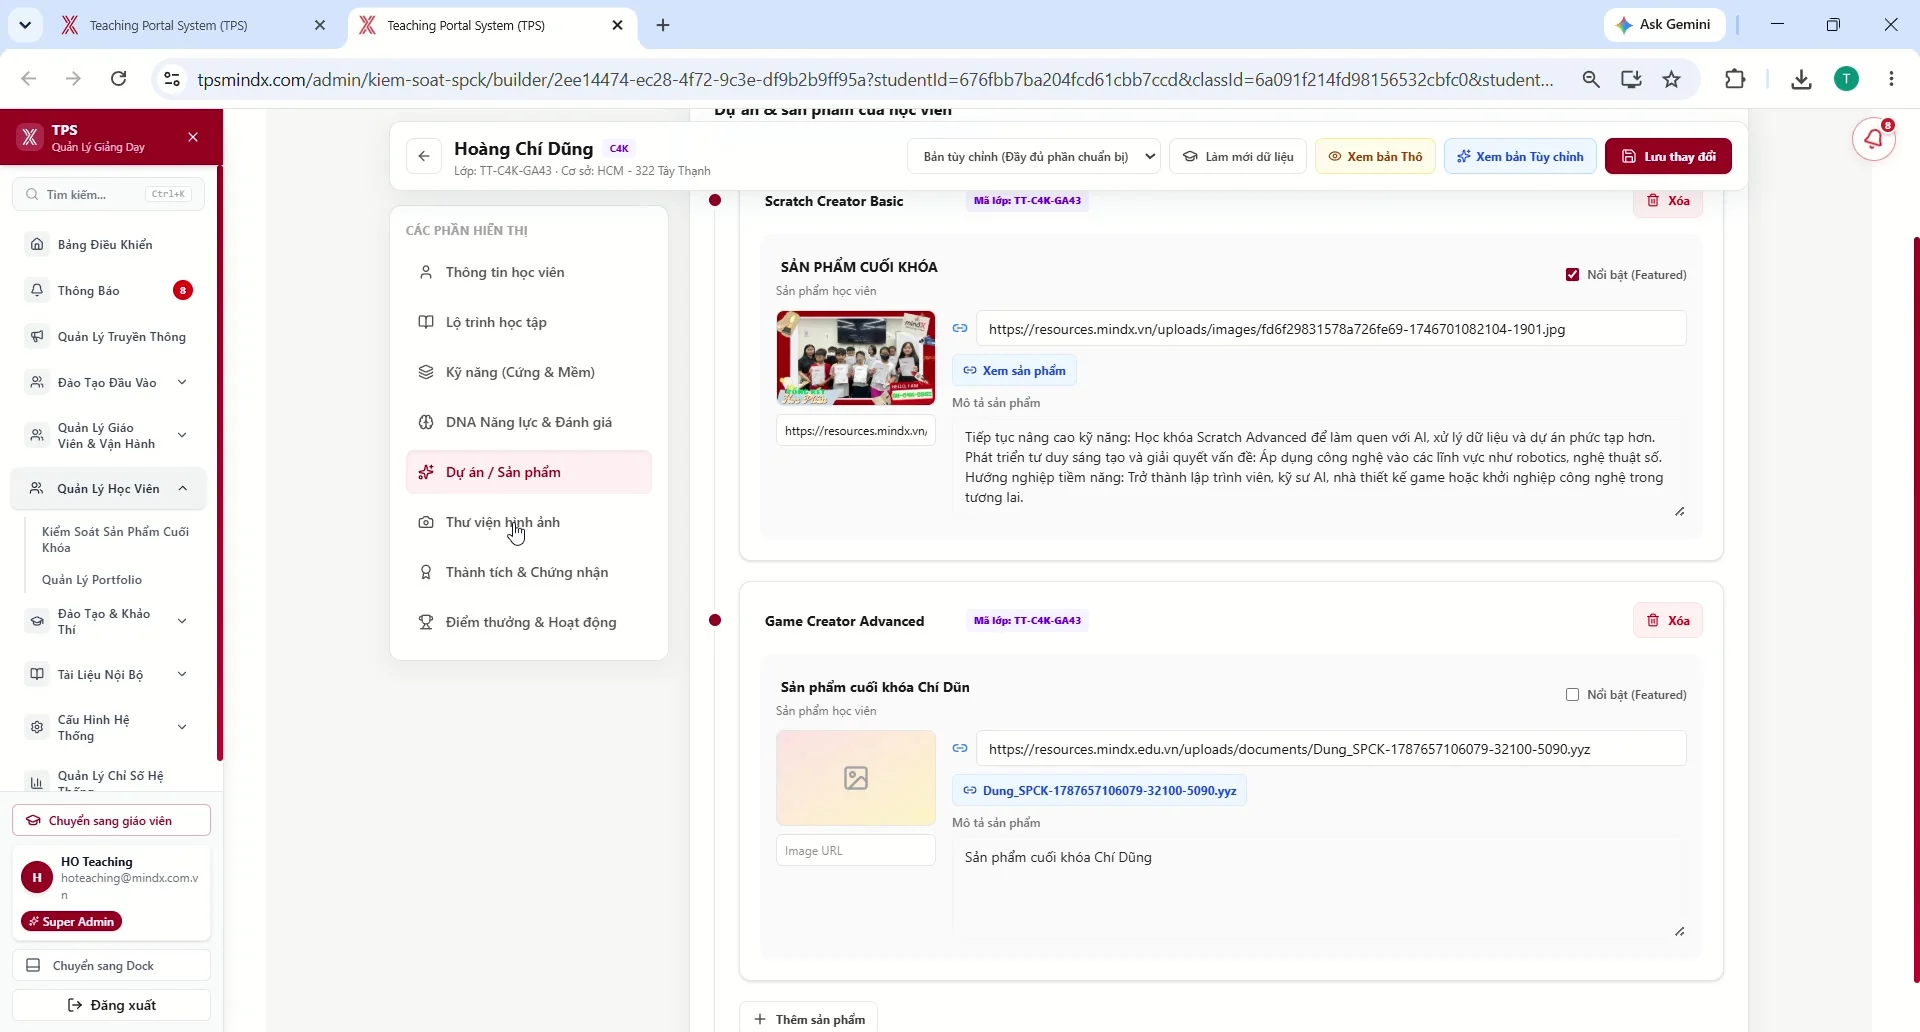 Teaching Portal System (TPS)
Teaching Portal System (TPS)
Ask Gemini
tpsmindx.com/admin/kiem-soat-spck/builder/2ee14474-ec28-4f72-9c3e-df9b2b9ff95a?studentId=676fbb7ba204fcd61cbb7ccd&classId=6a091f214fd98156532cbfc0&student...
T
TPS
Quản Lý Giảng Dạy
Tìm kiếm...
Ctrl+K
Bảng Điều Khiển
Thông Báo
8
Quản Lý Truyền Thông
Đào Tạo Đầu Vào
Quản Lý Giáo
Viên & Vận Hành
Quản Lý Học Viên
Kiểm Soát Sản Phẩm Cuối
Khóa
Quản Lý Portfolio
Đào Tạo & Khảo
Thí
Tài Liệu Nội Bộ
Cấu Hình Hệ
Thống
Quản Lý Chỉ Số Hệ
Thống
Chuyển sang giáo viên
H
HO Teaching
hoteaching@mindx.com.v
n
Super Admin
Chuyển sang Dock
Đăng xuất
Dự án & sản phẩm của học viên
Hoàng Chí Dũng
C4K
Lớp: TT-C4K-GA43 · Cơ sở: HCM - 322 Tây Thạnh
Bản tùy chỉnh (Đầy đủ phần chuẩn bị)
Làm mới dữ liệu
Xem bản Thô
Xem bản Tùy chỉnh
Lưu thay đổi
8
CÁC PHẦN HIỂN THỊ
Thông tin học viên
Lộ trình học tập
Kỹ năng (Cứng & Mềm)
DNA Năng lực & Đánh giá
Dự án / Sản phẩm
Thư viện hình ảnh
Thành tích & Chứng nhận
Điểm thưởng & Hoạt động
Scratch Creator Basic
Mã lớp: TT-C4K-GA43
Xóa
SẢN PHẨM CUỐI KHÓA
Nổi bật (Featured)
Sản phẩm học viên
https://resources.mindx.vn/uploads/images/fd6f29831578a726fe69-1746701082104-1901.jpg
Xem sản phẩm
Mô tả sản phẩm
https://resources.mindx.vn/
Tiếp tục nâng cao kỹ năng: Học khóa Scratch Advanced để làm quen với AI, xử lý dữ liệu và dự án phức tạp hơn.
Phát triển tư duy sáng tạo và giải quyết vấn đề: Áp dụng công nghệ vào các lĩnh vực như robotics, nghệ thuật số.
Hướng nghiệp tiềm năng: Trở thành lập trình viên, kỹ sư AI, nhà thiết kế game hoặc khởi nghiệp công nghệ trong
tương lai.
Game Creator Advanced
Mã lớp: TT-C4K-GA43
Xóa
Sản phẩm cuối khóa Chí Dũn
Nổi bật (Featured)
Sản phẩm học viên
https://resources.mindx.edu.vn/uploads/documents/Dung_SPCK-1787657106079-32100-5090.yyz
Dung_SPCK-1787657106079-32100-5090.yyz
Mô tả sản phẩm
Image URL
Sản phẩm cuối khóa Chí Dũng
Thêm sản phẩm